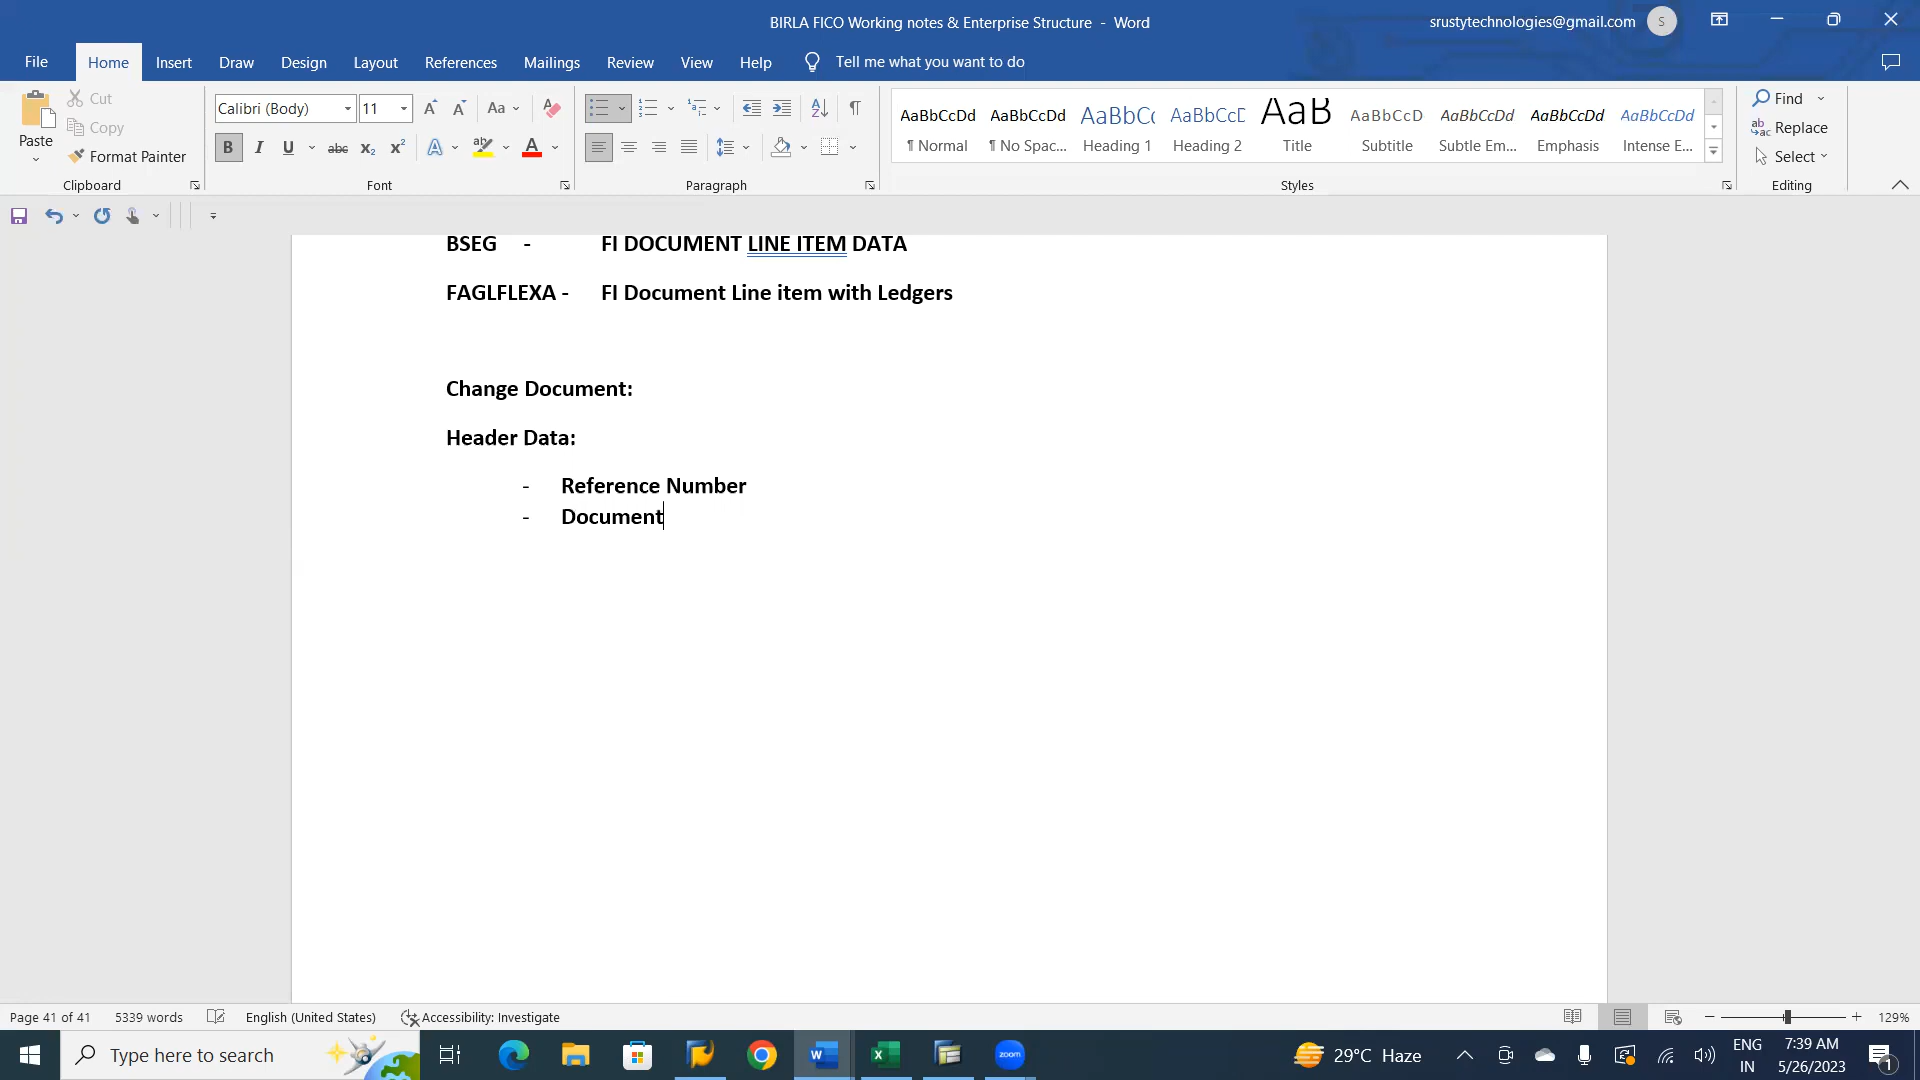 BIRLA FICO Working notes & Enterprise Structure - Word
srustytechnologies@gmail.com
S
File
Home
Insert
Draw
Design
Layout
References
Mailings
Review
View
Help
Tell me what you want to do
Paste
Cut
Copy
Format Painter
Clipboard
Calibri (Body)
11
Font
Paragraph
AaBbCcDd
¶ Normal
AaBbCcDd
¶ No Spac...
AaBbCc
Heading 1
AaBbCcD
Heading 2
AaB
Title
AaBbCcD
Subtitle
AaBbCcDd
Subtle Em...
AaBbCcDd
Emphasis
AaBbCcDd
Intense E...
Styles
Find
Replace
Select
Editing
BSEG - FI DOCUMENT LINE ITEM DATA
FAGLFLEXA - FI Document Line item with Ledgers
Change Document:
Header Data:
- Reference Number
- Document
Page 41 of 41
5339 words
English (United States)
Accessibility: Investigate
129%
Type here to search
zoom
29°C Haze
ENG
IN
7:39 AM
5/26/2023
1